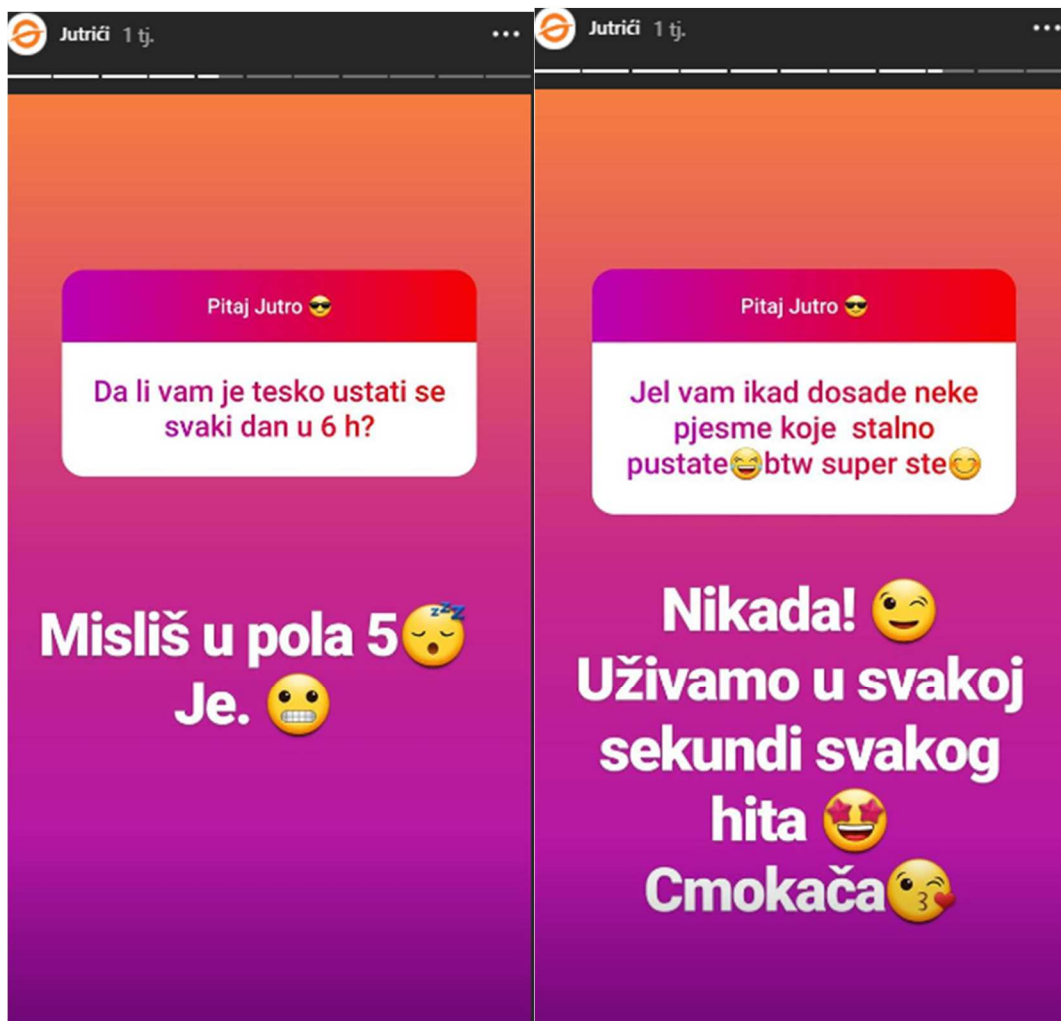 Jutrići 1 tj.
Pitaj Jutro 😎
Da li vam je tesko ustati se
svaki dan u 6 h?
Misliš u pola 5😴
Je. 😬
Jutrići 1 tj.
Pitaj Jutro 😎
Jel vam ikad dosade neke
pjesme koje stalno
pustate😂btw super ste😊
Nikada! 😉
Uživamo u svakoj
sekundi svakog
hita 🤩
Cmokača😘